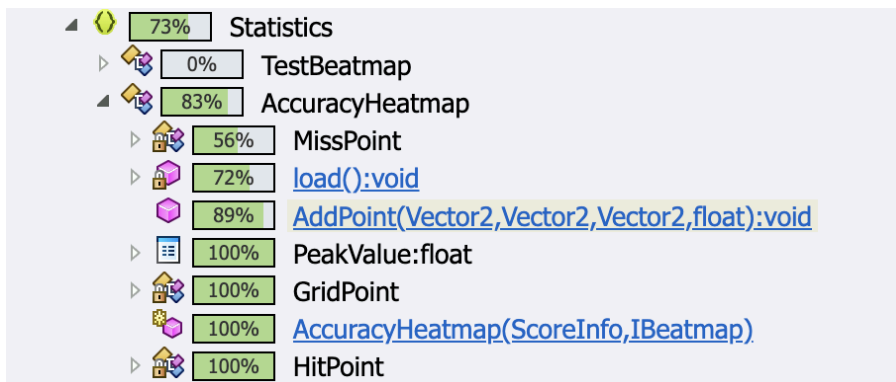 73% Statistics
0% TestBeatmap
83% AccuracyHeatmap
56% MissPoint
72% load():void
89% AddPoint(Vector2,Vector2,Vector2,float):void
100% PeakValue:float
100% GridPoint
100% AccuracyHeatmap(ScoreInfo,IBeatmap)
100% HitPoint